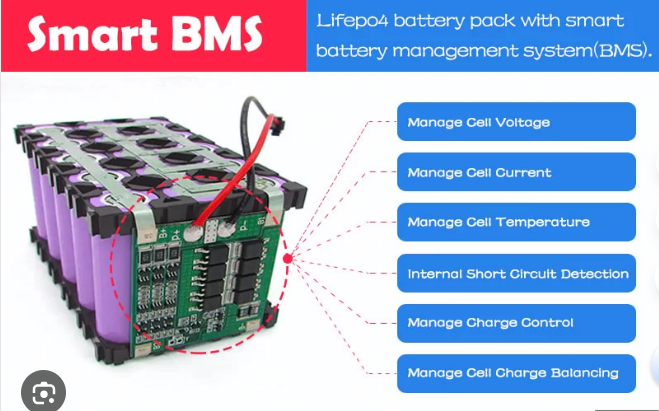 Smart BMS
Lifepo4 battery pack with smart
battery management system(BMS).
Manage Cell Voltage
Manage Cell Current
Manage Cell Temperature
Internal Short Circuit Detection
Manage Charge Control
Manage Cell Charge Balancing
B+
P+
P-
B1